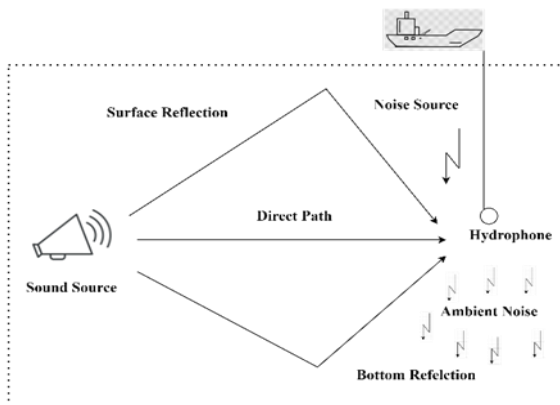 Surface Reflection
Noise Source
Direct Path
Hydrophone
Sound Source
Ambient Noise
Bottom Refelction